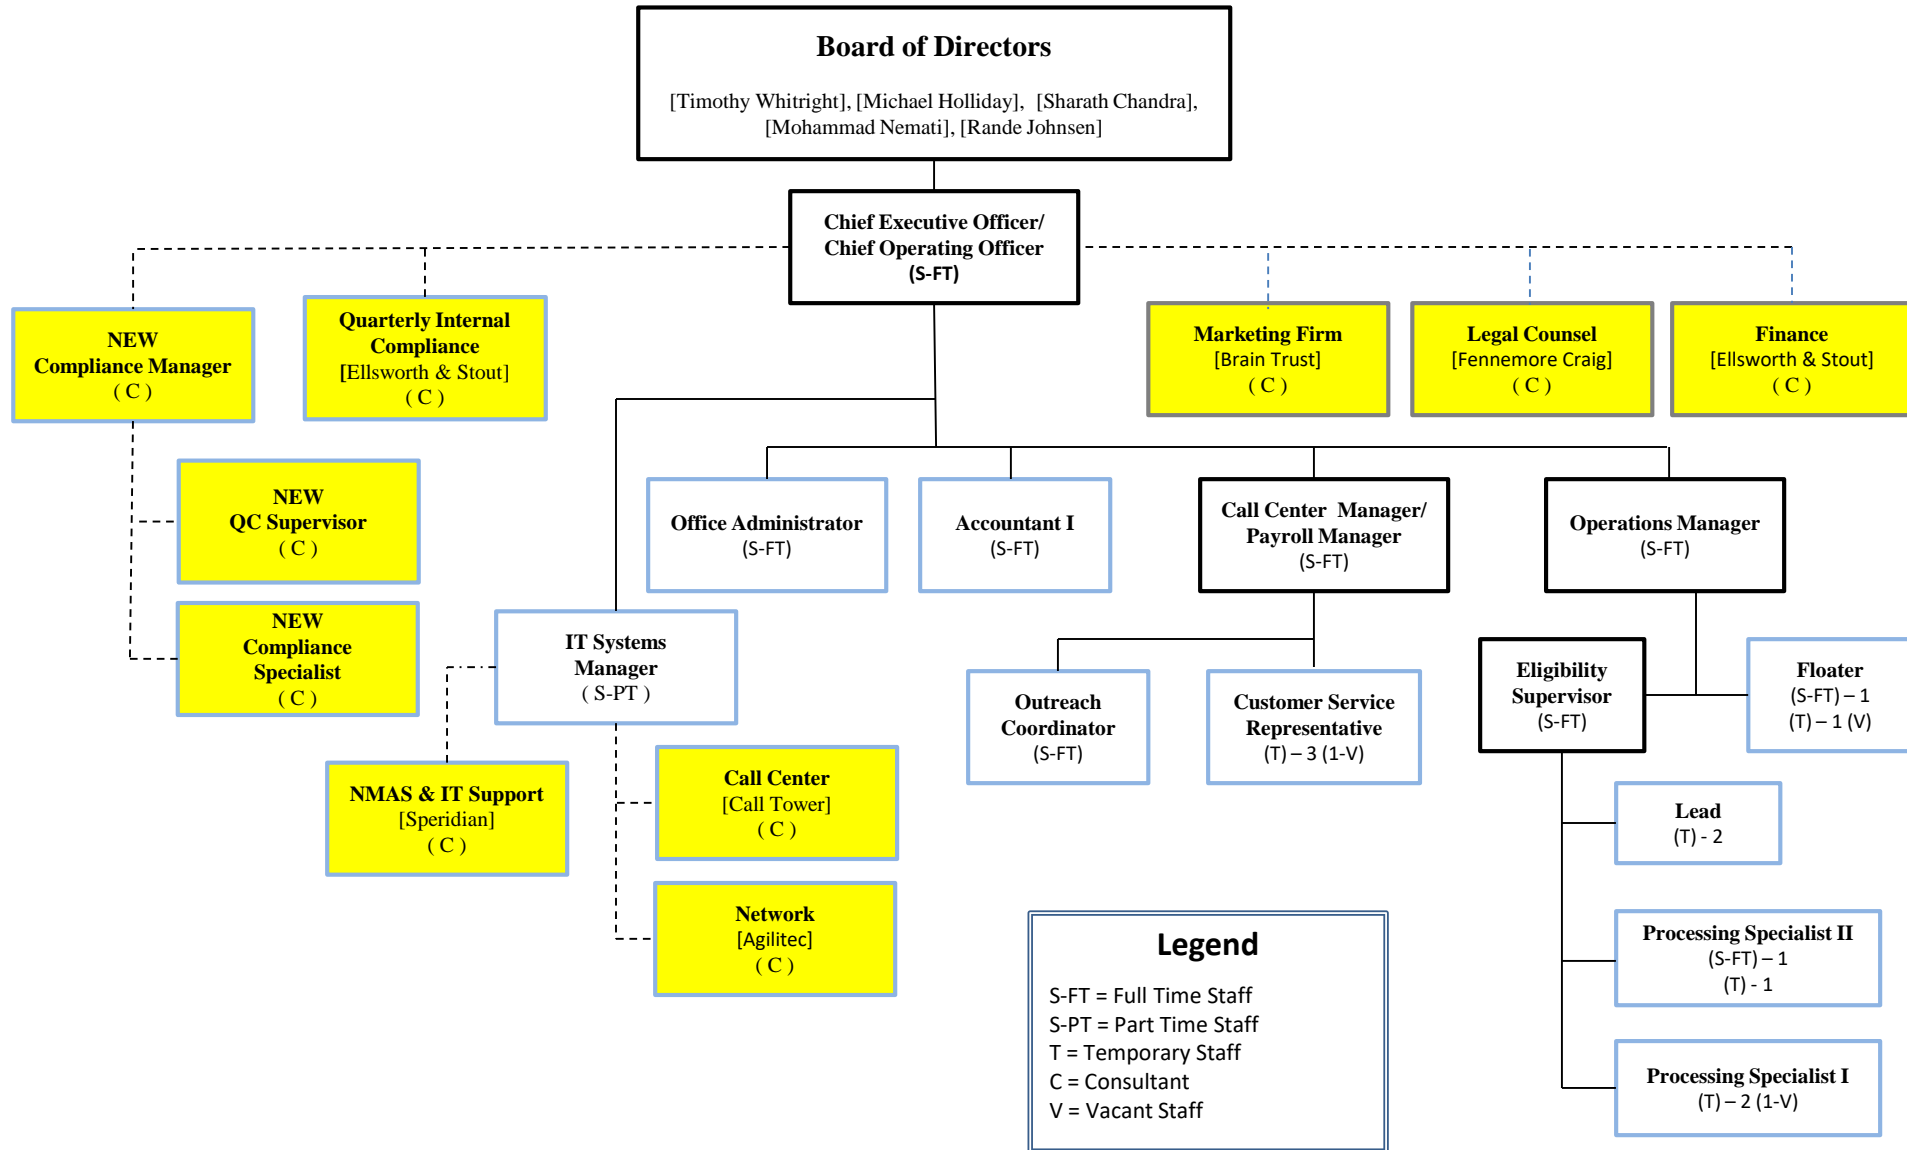 Board of Directors
[Timothy Whitright], [Michael Holliday], [Sharath Chandra],
[Mohammad Nemati], [Rande Johnsen]
Chief Executive Officer/
Chief Operating Officer
(S-FT)
NEW
Compliance Manager
( C )
Quarterly Internal
Compliance
[Ellsworth & Stout]
( C )
Marketing Firm
[Brain Trust]
( C )
Legal Counsel
[Fennemore Craig]
( C )
Finance
[Ellsworth & Stout]
( C )
NEW
QC Supervisor
( C )
NEW
Compliance
Specialist
( C )
Office Administrator
(S-FT)
Accountant I
(S-FT)
Call Center Manager/
Payroll Manager
(S-FT)
Operations Manager
(S-FT)
IT Systems
Manager
( S-PT )
Outreach
Coordinator
(S-FT)
Customer Service
Representative
(T) – 3 (1-V)
Eligibility
Supervisor
(S-FT)
Floater
(S-FT) – 1
(T) – 1 (V)
NMAS & IT Support
[Speridian]
( C )
Call Center
[Call Tower]
( C )
Network
[Agilitec]
( C )
Lead
(T) - 2
Processing Specialist II
(S-FT) – 1
(T) - 1
Processing Specialist I
(T) – 2 (1-V)
Legend
S-FT = Full Time Staff
S-PT = Part Time Staff
T = Temporary Staff
C = Consultant
V = Vacant Staff